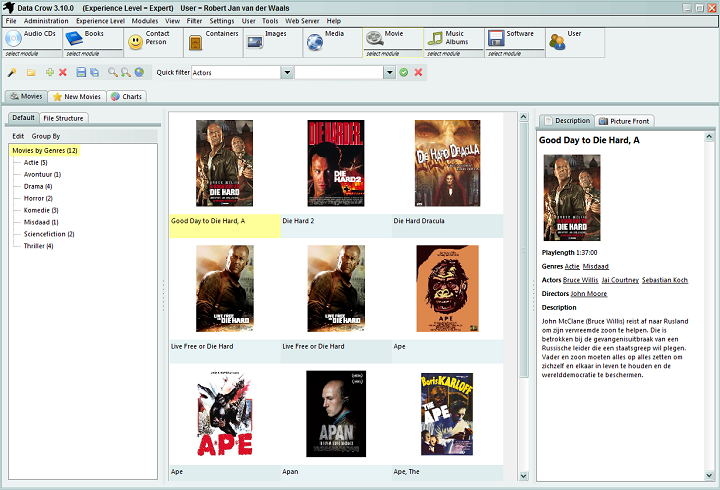 Data Crow 3.10.0 (Experience Level = Expert) User = Robert Jan van der Waals
File Administration Experience Level Modules View Filter Settings User Tools Web Server Help
Audio CDs
select module
Books
select module
Contact Person
Containers
Images
Media
Movie
select module
Music Albums
select module
Software
select module
User
Quick filter Actors
Movies New Movies Charts
Default File Structure
Edit Group By
Movies by Genres (12)
Actie (5)
Avontuur (1)
Drama (4)
Horror (2)
Komedie (3)
Misdaad (1)
Sciencefiction (2)
Thriller (4)
DIE HARD
DIE HARDER
DIE HARD 2
DIE HARD DRACULA
Good Day to Die Hard, A
Die Hard 2
Die Hard Dracula
LIVE FREE OR DIE HARD
LIVE FREE OR DIE HARD
APE
Live Free or Die Hard
Live Free or Die Hard
Ape
APE
APAN
Boris KARLOFF
THE APE
Ape
Apan
Ape, The
Description Picture Front
Good Day to Die Hard, A
DIE HARD
Playlength 1:37:00
Genres Actie Misdaad
Actors Bruce Willis Jai Courtney Sebastian Koch
Directors John Moore
Description
John McClane (Bruce Willis) reist af naar Rusland
om zijn vervreemde zoon te helpen. Die is
betrokken bij de gevangenisuitbraak van een
Russische leider die een staatsgreep wil plegen.
Vader en zoon moeten alles op alles zetten om
zichzelf en elkaar in leven te houden en de
werelddemocratie te beschermen.